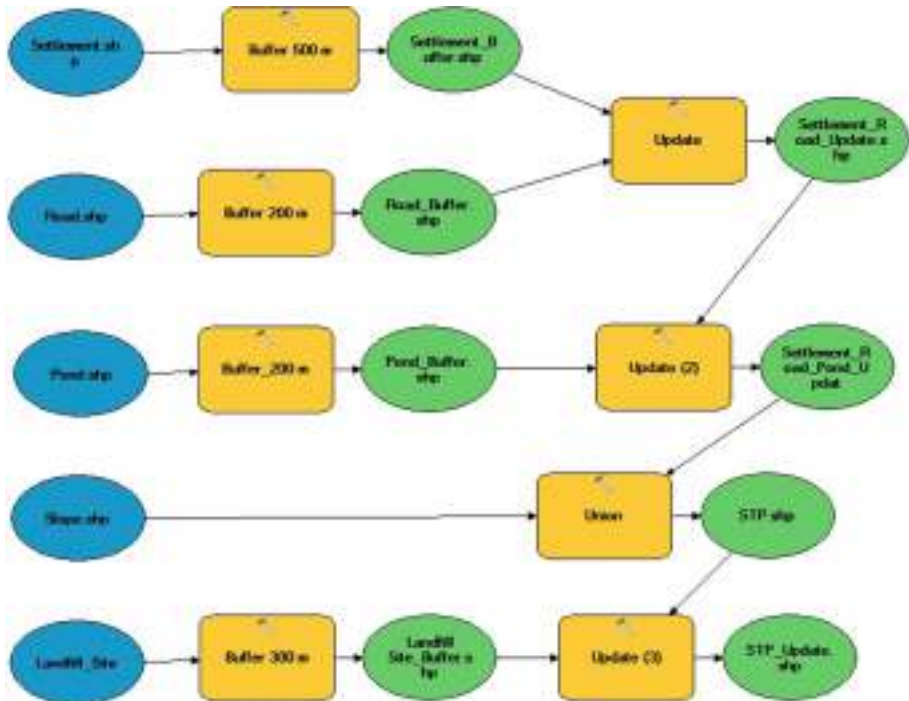 Settlement.sh
p
Buffer 500 m
Settlement_B
uffer.shp
Update
Settlement_R
oad_Update.s
hp
Road.shp
Buffer 200 m
Road_Buffer.
shp
Pond.shp
Buffer_200 m
Pond_Buffer.
shp
Update (2)
Settlement_R
oad_Pond_U
pdat
Slope.shp
Union
STP.shp
Landfill_Site
Buffer 300 m
Landfill
Site_Buffer.s
hp
Update (3)
STP_Update.
shp